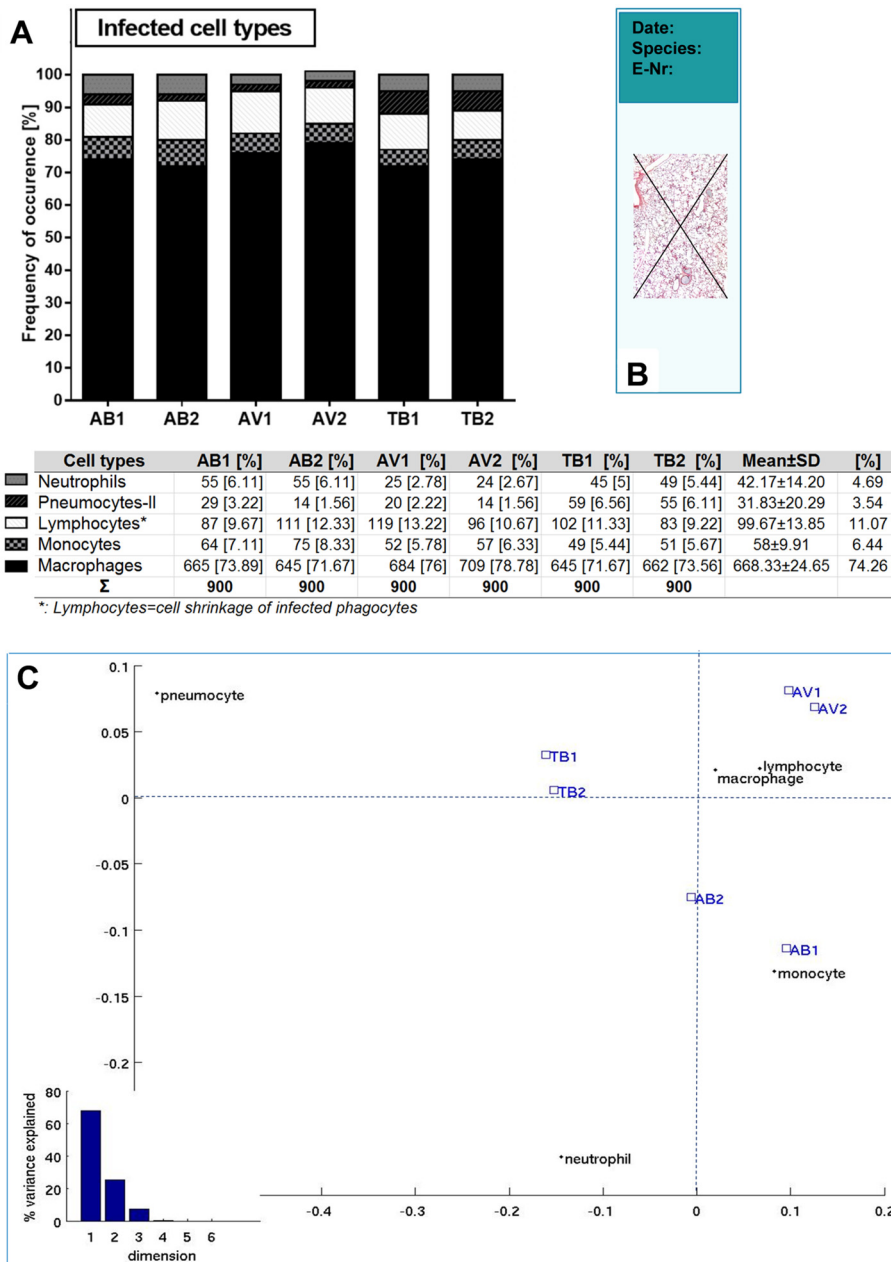 A
Infected cell types
Frequency of occurence [%]
100
90
80
70
60
50
40
30
20
10
0
AB1 AB2 AV1 AV2 TB1 TB2
Date:
Species:
E-Nr:
B
Cell types AB1 [%] AB2 [%] AV1 [%] AV2 [%] TB1 [%] TB2 [%] Mean±SD [%]
Neutrophils 55 [6.11] 55 [6.11] 25 [2.78] 24 [2.67] 45 [5] 49 [5.44] 42.17±14.20 4.69
Pneumocytes-II 29 [3.22] 14 [1.56] 20 [2.22] 14 [1.56] 59 [6.56] 55 [6.11] 31.83±20.29 3.54
Lymphocytes* 87 [9.67] 111 [12.33] 119 [13.22] 96 [10.67] 102 [11.33] 83 [9.22] 99.67±13.85 11.07
Monocytes 64 [7.11] 75 [8.33] 52 [5.78] 57 [6.33] 49 [5.44] 51 [5.67] 58±9.91 6.44
Macrophages 665 [73.89] 645 [71.67] 684 [76] 709 [78.78] 645 [71.67] 662 [73.56] 668.33±24.65 74.26
Σ 900 900 900 900 900 900
*: Lymphocytes=cell shrinkage of infected phagocytes
C
0.1
0.05
0
-0.05
-0.1
-0.15
-0.2
pneumocyte
AV1
AV2
TB1
lymphocyte
macrophage
TB2
AB2
AB1
monocyte
neutrophil
-0.4 -0.3 -0.2 -0.1 0 0.1 0.2
% variance explained
80
60
40
20
0
1 2 3 4 5 6
dimension